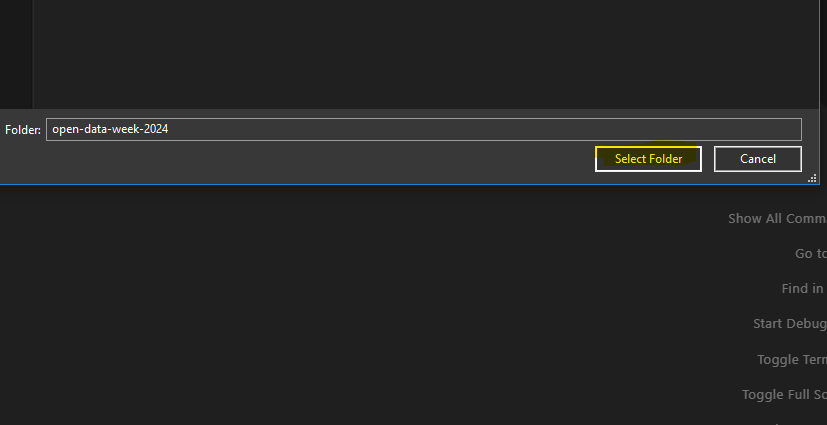 Folder: open-data-week-2024
Select Folder Cancel
Show All Comm
Go to
Find in
Start Debug
Toggle Tern
Toggle Full Sc